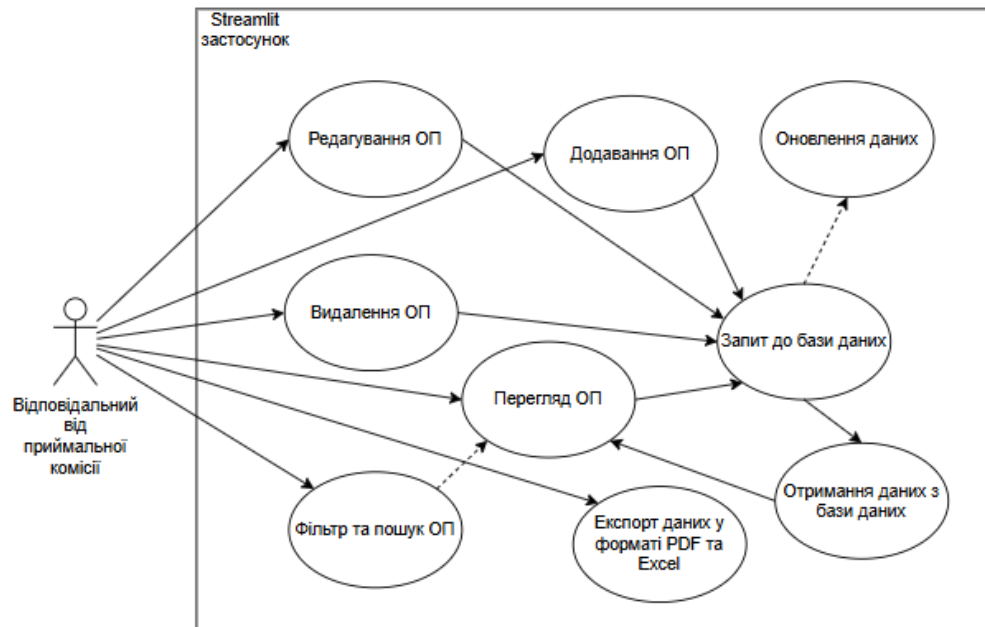 Streamlit
застосунок
Редагування ОП
Додавання ОП
Оновлення даних
Видалення ОП
Запит до бази даних
Перегляд ОП
Відповідальний
від
приймальної
комісії
Фільтр та пошук ОП
Експорт даних у
форматі PDF та
Excel
Отримання даних з
бази даних